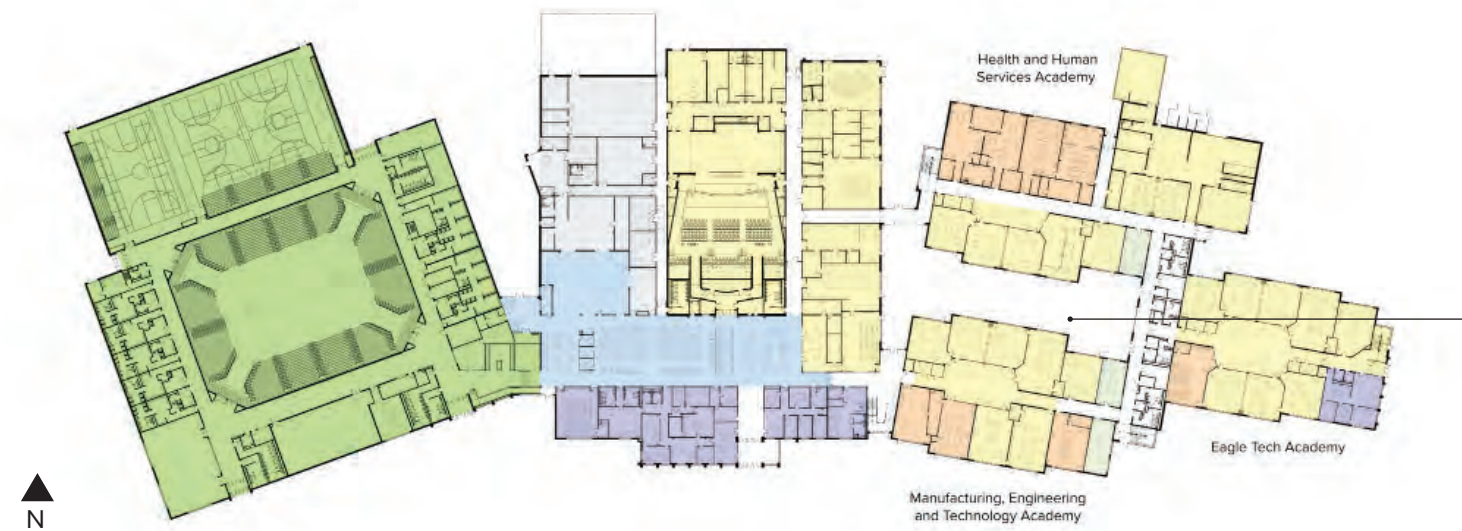 Health and Human
Services Academy
Eagle Tech Academy
Manufacturing, Engineering
and Technology Academy
N